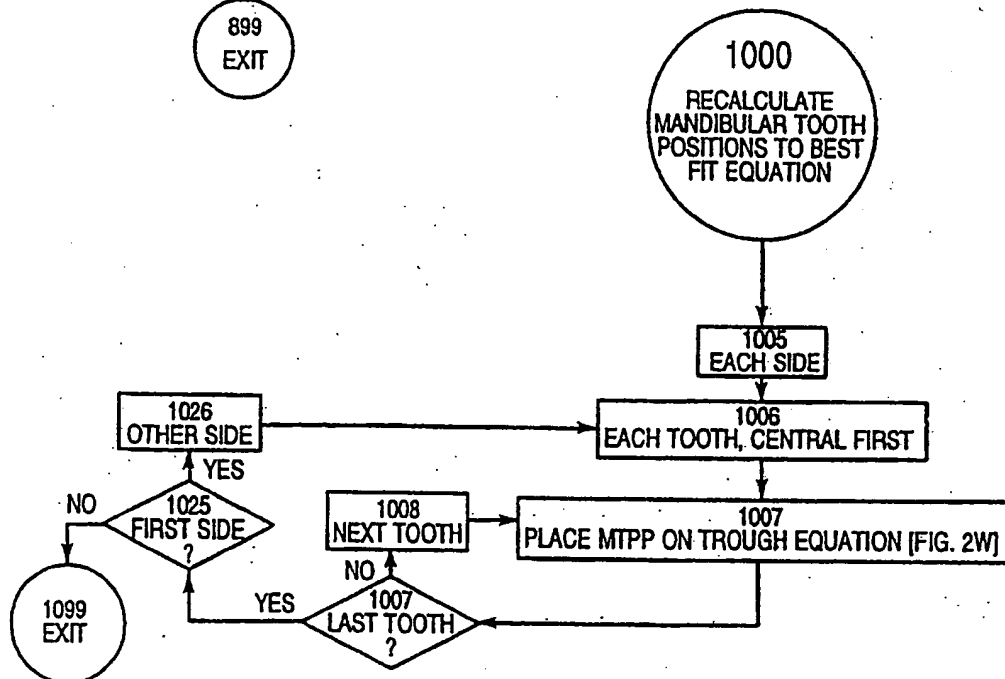 899
EXIT
1000
RECALCULATE
MANDIBULAR TOOTH
POSITIONS TO BEST
FIT EQUATION
1005
EACH SIDE
1006
EACH TOOTH, CENTRAL FIRST
1007
PLACE MTPP ON TROUGH EQUATION [FIG. 2W]
1007
LAST TOOTH
?
NO
1008
NEXT TOOTH
YES
1025
FIRST SIDE
?
YES
1026
OTHER SIDE
NO
1099
EXIT